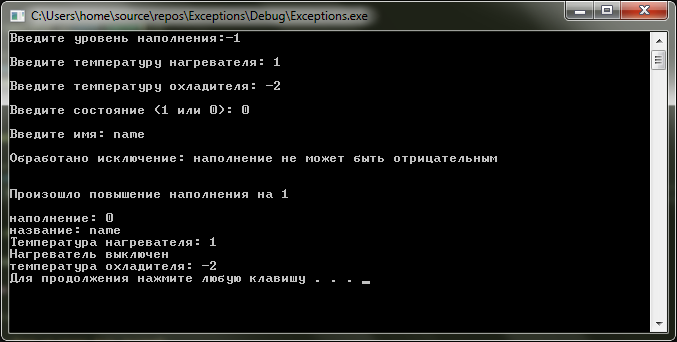 C:\Users\home\source\repos\Exceptions\Debug\Exceptions.exe
Введите уровень наполнения:-1
Введите температуру нагревателя: 1
Введите температуру охладителя: -2
Введите состояние (1 или 0): 0
Введите имя: name
Обработано исключение: наполнение не может быть отрицательным
Произошло повышение наполнения на 1
наполнение: 0
название: name
Температура нагревателя: 1
Нагреватель выключен
температура охладителя: -2
Для продолжения нажмите любую клавишу . . . _